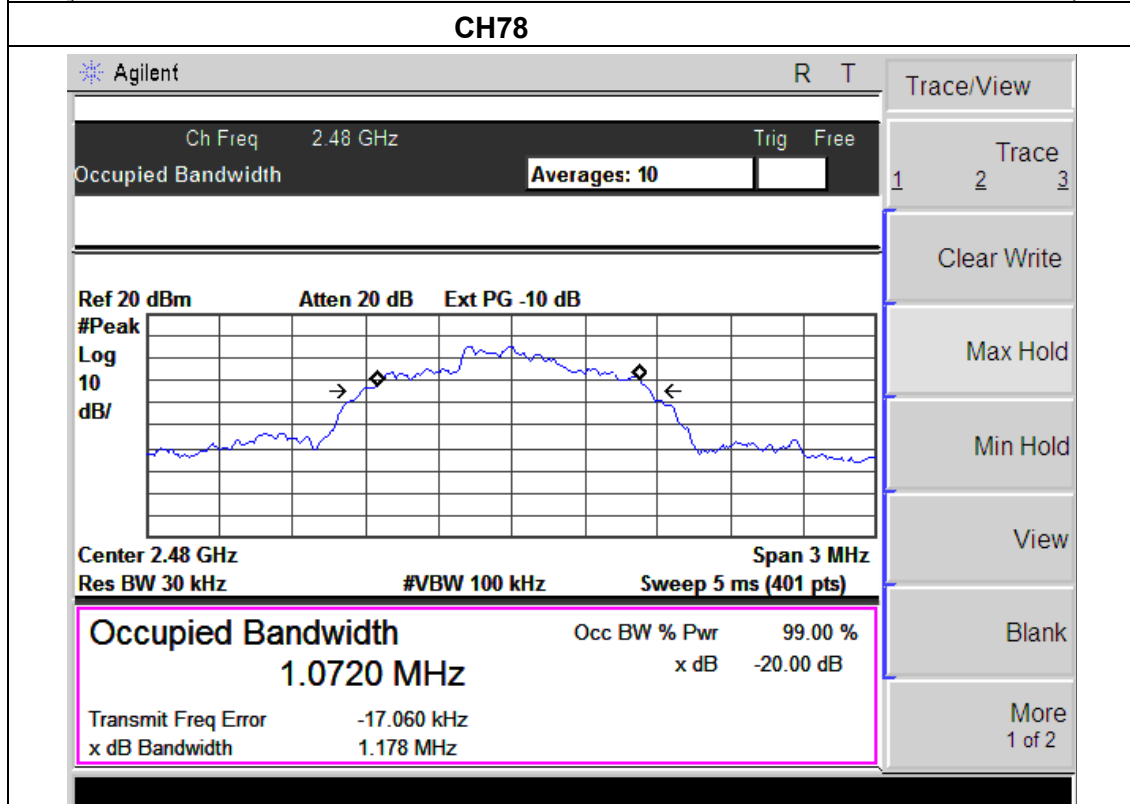 CH78
Agilent R T
Trace/View
Ch Freq 2.48 GHz Trig Free
Occupied Bandwidth Averages: 10
Trace
1 2 3
Clear Write
Ref 20 dBm Atten 20 dB Ext PG -10 dB
#Peak
Log
10
dB/
Max Hold
Min Hold
View
Center 2.48 GHz Span 3 MHz
Res BW 30 kHz #VBW 100 kHz Sweep 5 ms (401 pts)
Occupied Bandwidth Occ BW % Pwr 99.00 %
1.0720 MHz x dB -20.00 dB
Blank
Transmit Freq Error -17.060 kHz
x dB Bandwidth 1.178 MHz
More
1 of 2